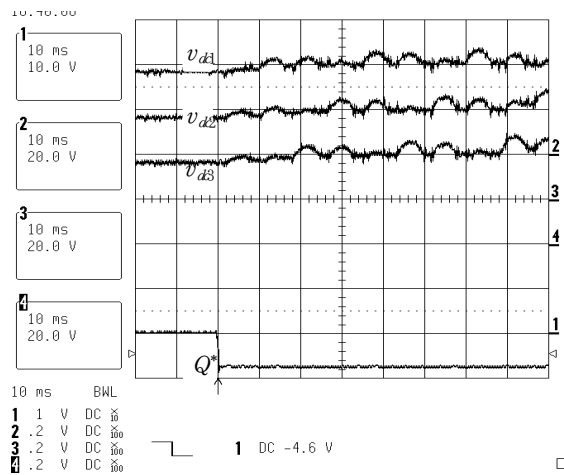 1
10 ms
10.0 V
2
10 ms
20.0 V
3
10 ms
20.0 V
4
10 ms
20.0 V
v_dc1
v_dc2
v_dc3
2
3
4
1
Q*
10 ms BWL
1 1 V DC ×10
2 .2 V DC ×100
3 .2 V DC ×100
4 .2 V DC ×100
1 DC -4.6 V